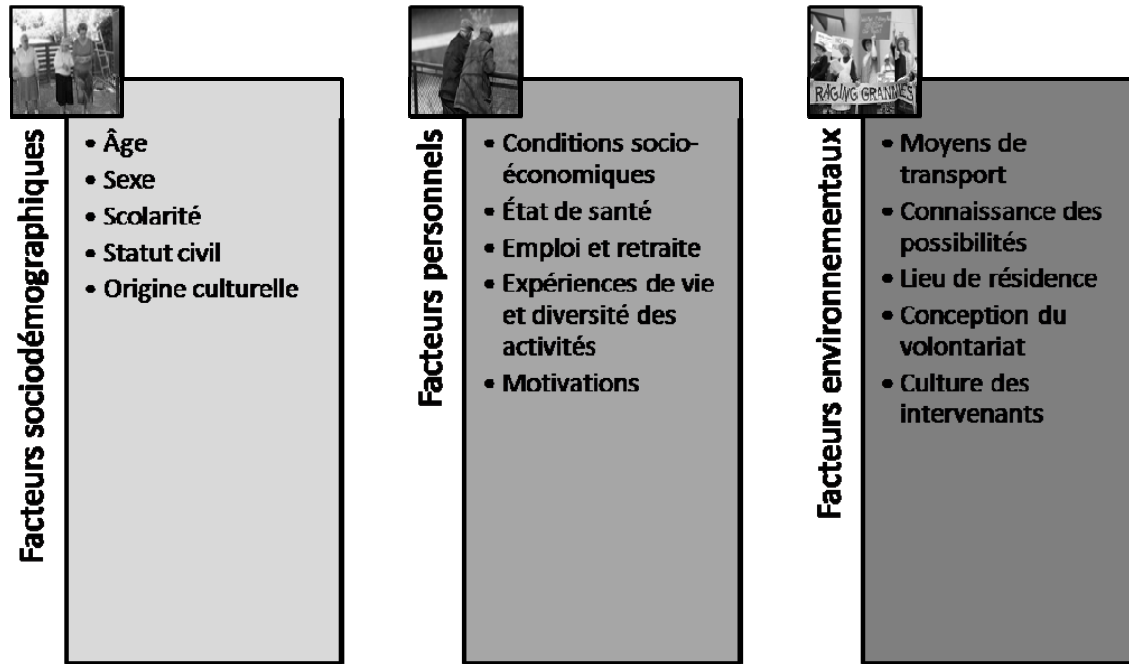 Facteurs sociodémographiques
• Âge
• Sexe
• Scolarité
• Statut civil
• Origine culturelle
Facteurs personnels
• Conditions socio-
économiques
• État de santé
• Emploi et retraite
• Expériences de vie
et diversité des
activités
• Motivations
RAGING GRANNIES
Facteurs environnementaux
• Moyens de
transport
• Connaissance des
possibilités
• Lieu de résidence
• Conception du
volontariat
• Culture des
intervenants